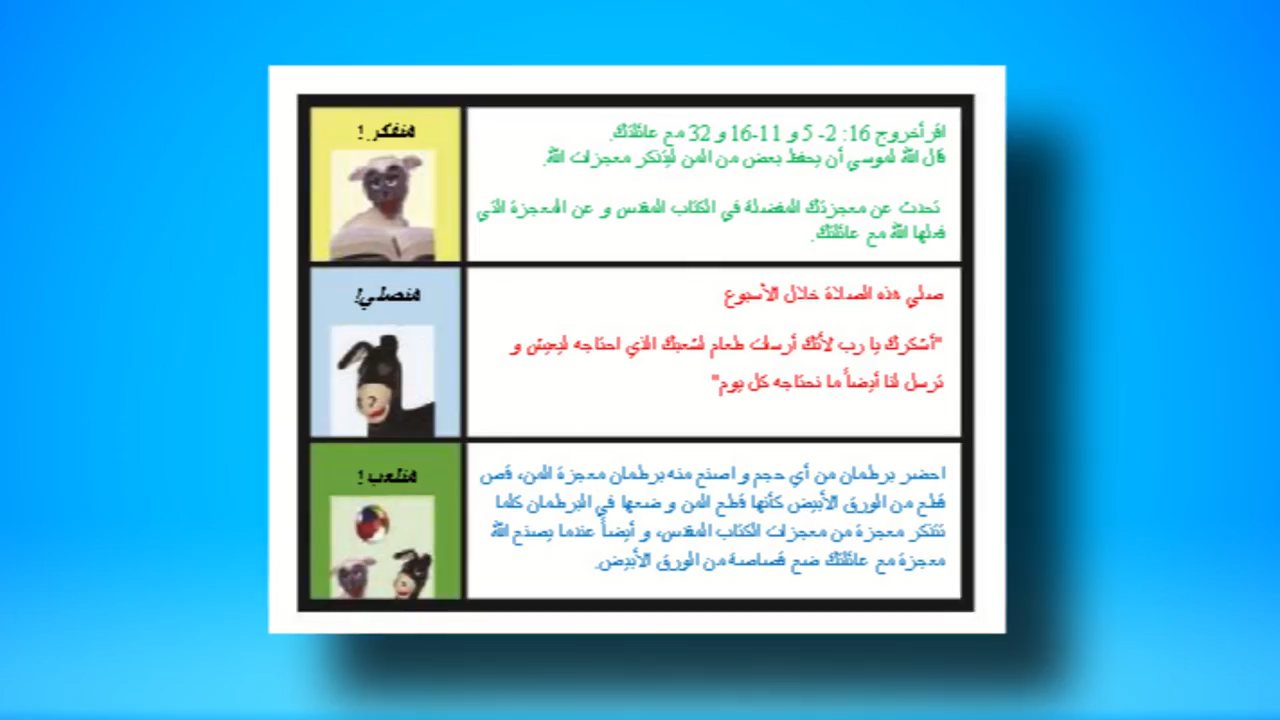 هنفكر !
اقرأخروج 16: 2- 5 و 11-16 و 32 مع عائلتك.
قال الله لموسي أن يحفظ بعض من المن ليتذكر معجزات الله.
تحدث عن معجزتك المفضلة في الكتاب المقدس و عن المعجزة التي
فعلها الله مع عائلتك.
هنصلي!
صلي هذه الصلاة خلال الأسبوع
"أشكرك يا رب لأنك أرسلت طعام لشعبك الذي احتاجه ليعيش و
ترسل لنا أيضاً ما نحتاجه كل يوم"
هنلعب !
احضر برطمان من أي حجم و اصنع منه برطمان معجزة المن، قص
قطع من الورق الأبيض كأنها قطع المن و ضعها في البرطمان كلما
تتذكر معجزة من معجزات الكتاب المقدس، و أيضاً عندما يصنع الله
معجزة مع عائلتك ضع قصاصة من الورق الأبيض.